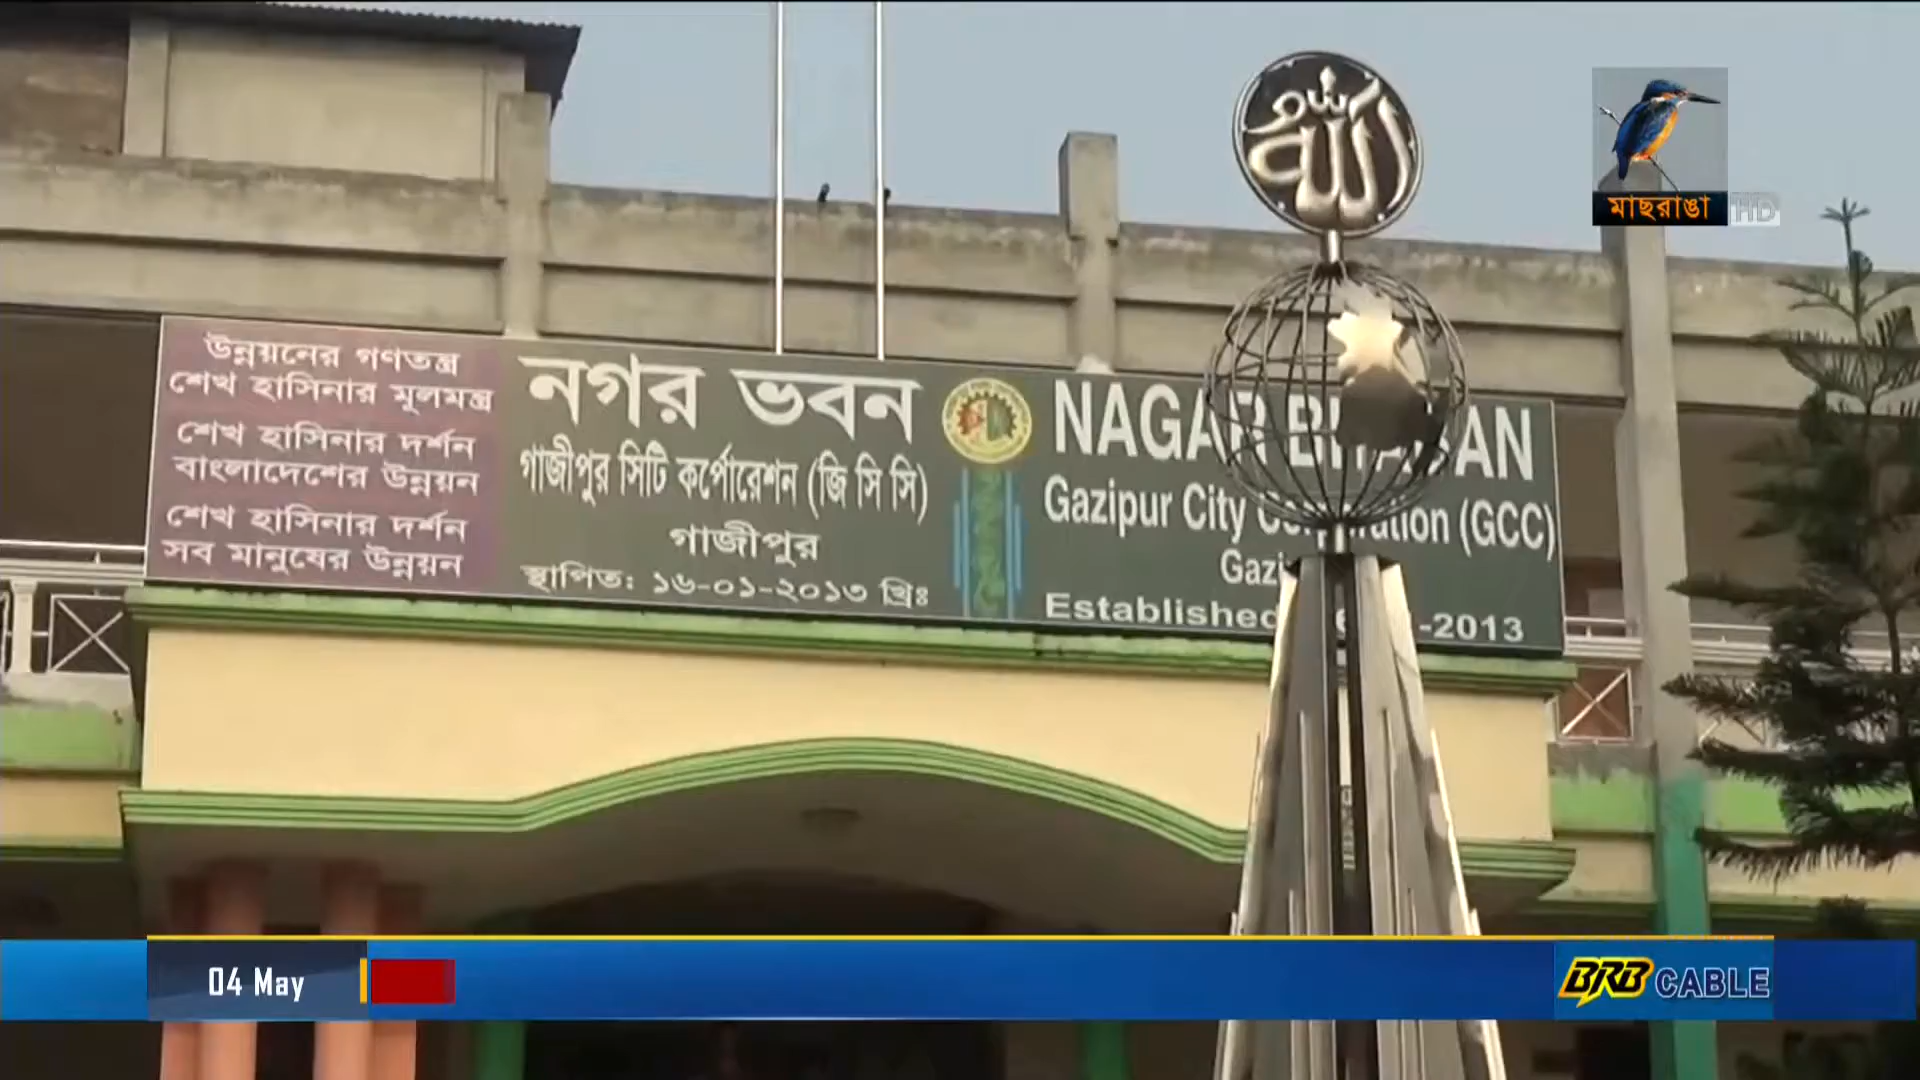 الله
মাছরাঙা HD
উন্নয়নের গণতন্ত্র
শেখ হাসিনার মূলমন্ত্র
শেখ হাসিনার দর্শন
বাংলাদেশের উন্নয়ন
শেখ হাসিনার দর্শন
সব মানুষের উন্নয়ন
নগর ভবন
গাজীপুর সিটি কর্পোরেশন (জি সি সি)
গাজীপুর
স্থাপিত: ১৬-০১-২০১৩ খ্রিঃ
NAGAR
Gazipur City (GCC)
Established -2013
04 May
BRB CABLE